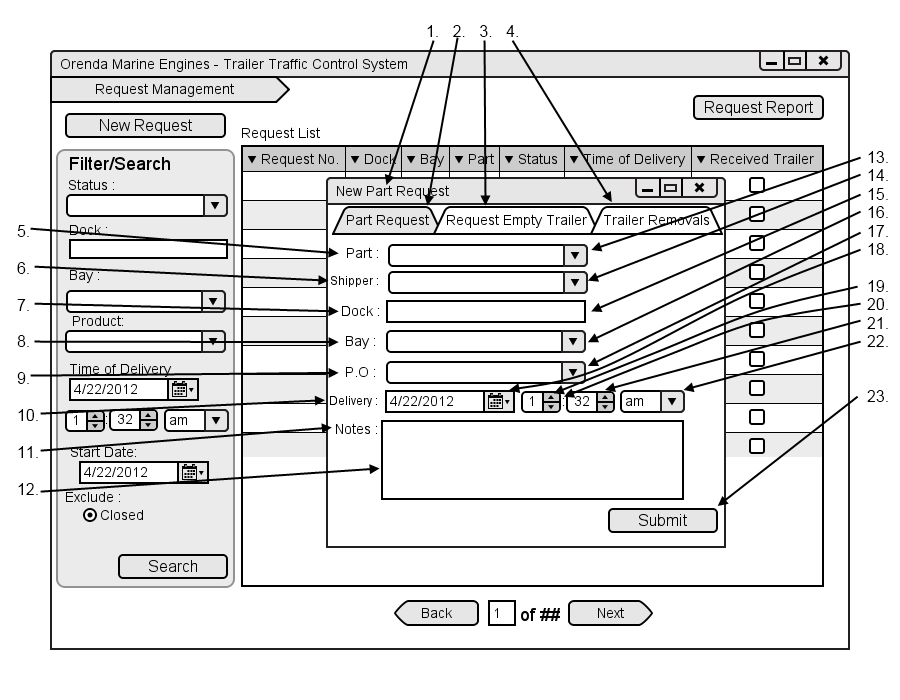 1. 2. 3. 4.
Orenda Marine Engines - Trailer Traffic Control System
Request Management
Request Report
New Request
Request List
Filter/Search
Status :
Dock :
Bay :
Product:
Time of Delivery
4/22/2012
1 : 32 am
Start Date:
4/22/2012
Exclude :
Closed
Search
Request No. Dock Bay Part Status Time of Delivery Received Trailer
New Part Request
Part Request Request Empty Trailer Trailer Removals
Part :
Shipper :
Dock :
Bay :
P.O :
Delivery : 4/22/2012 1 : 32 am
Notes :
Submit
Back 1 of ## Next
5.
6.
7.
8.
9.
10.
11.
12.
13.
14.
15.
16.
17.
18.
19.
20.
21.
22.
23.